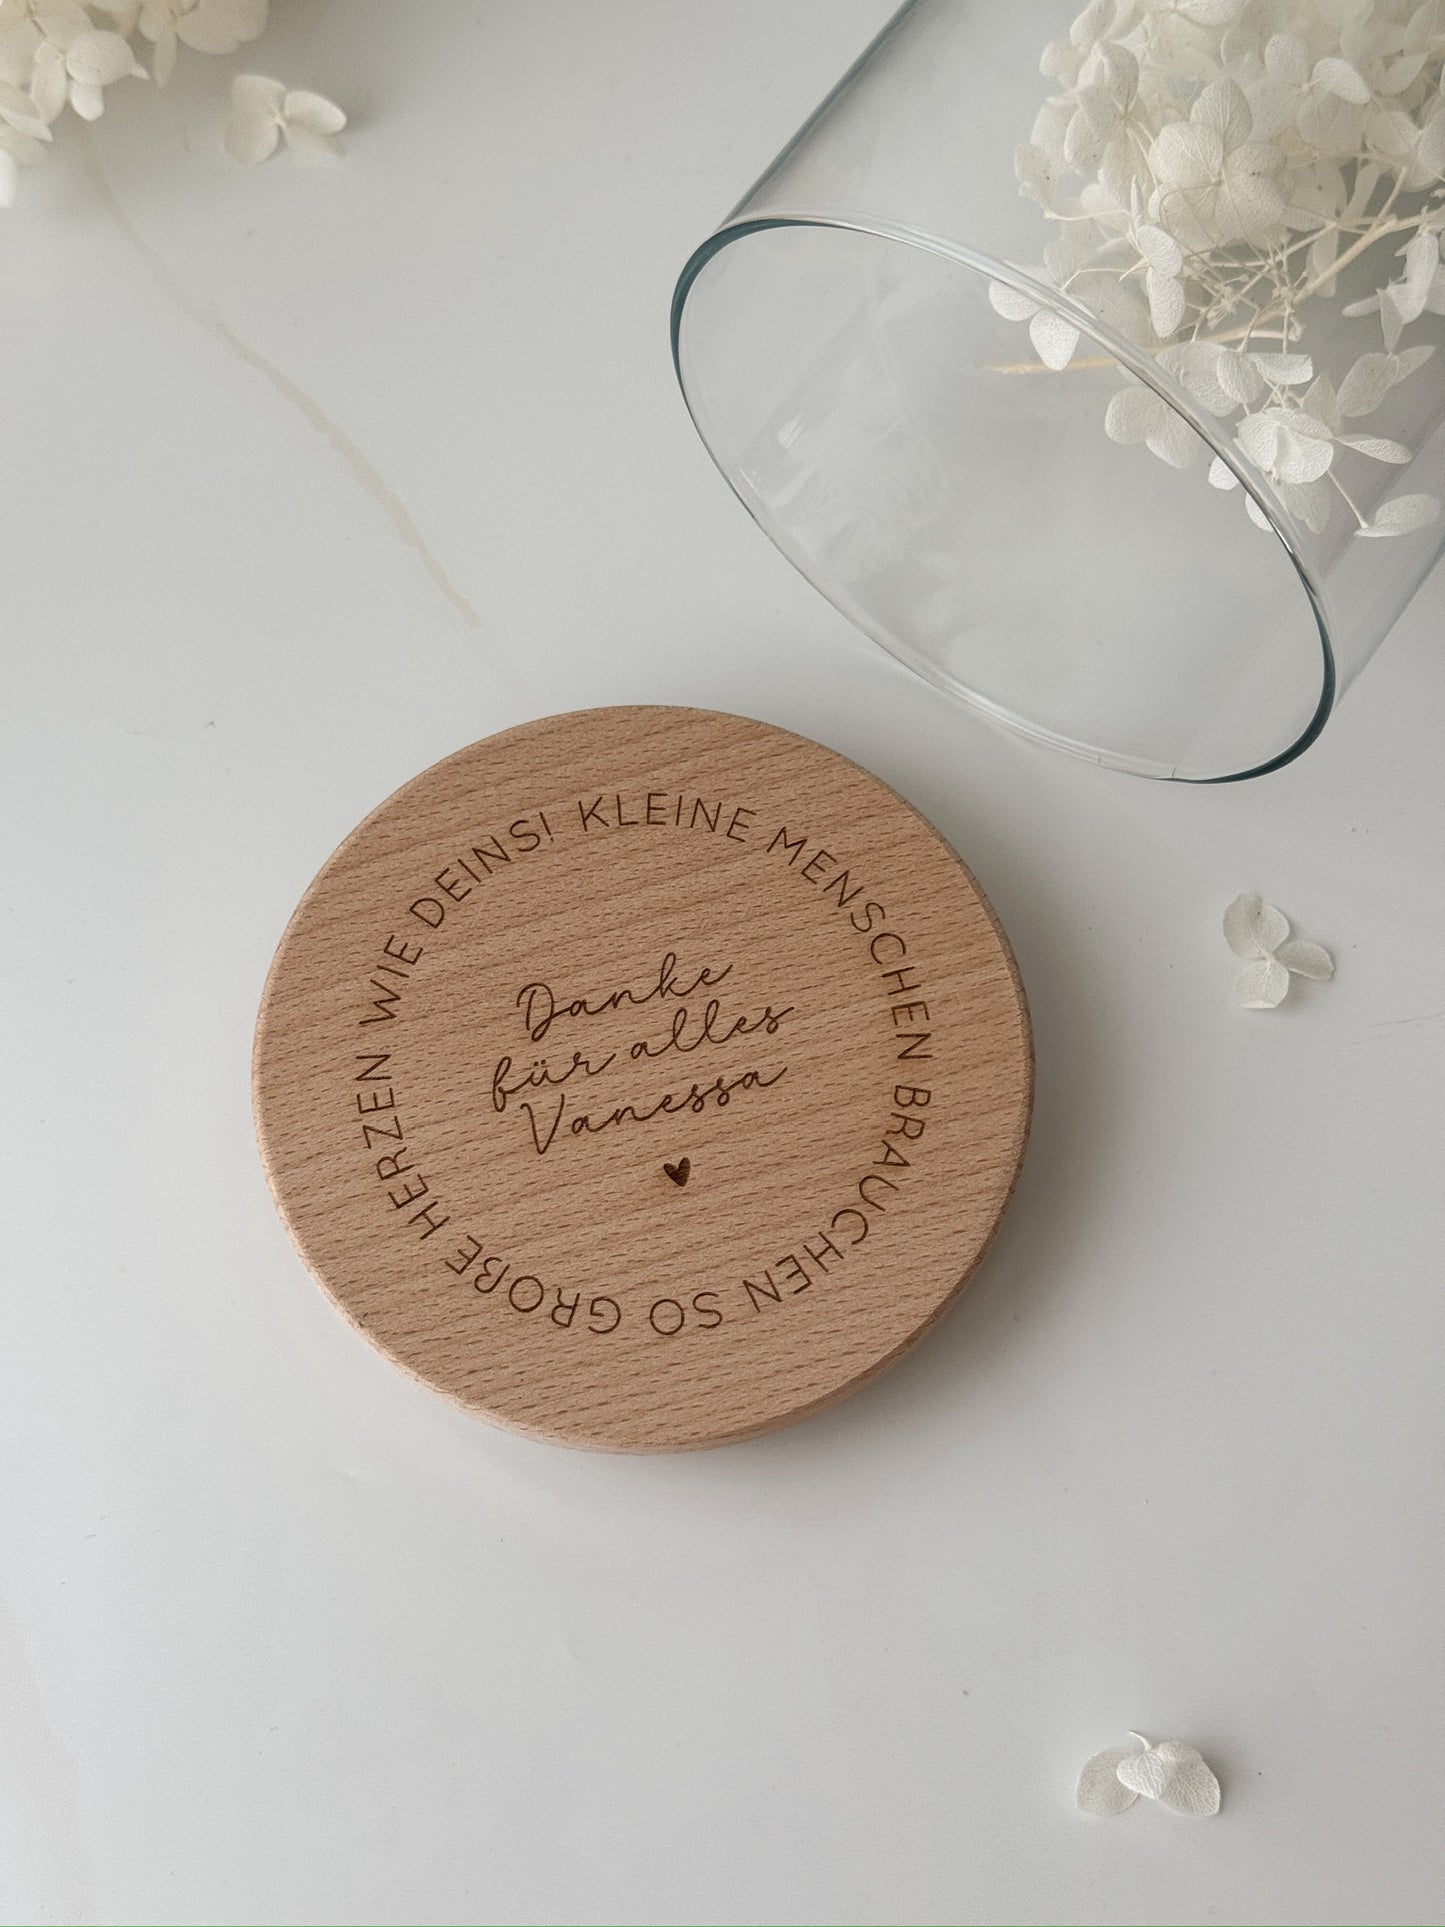 KLEINE MENSCHEN BRAUCHEN SO GROßE HERZEN WIE DEINS!
Danke
für alles
Vanessa